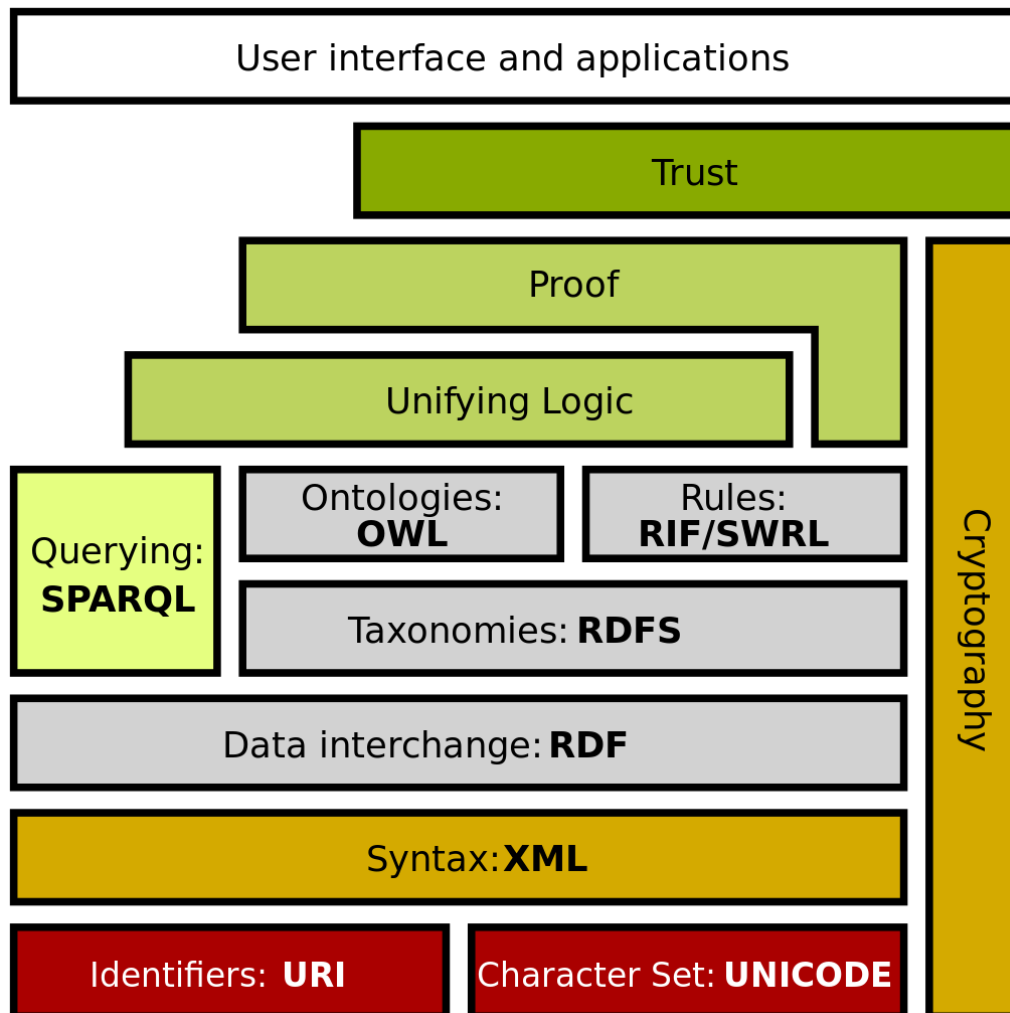 User interface and applications
Trust
Proof
Unifying Logic
Ontologies:
OWL
Rules:
RIF/SWRL
Querying:
SPARQL
Taxonomies: RDFS
Cryptography
Data interchange: RDF
Syntax: XML
Identifiers: URI
Character Set: UNICODE